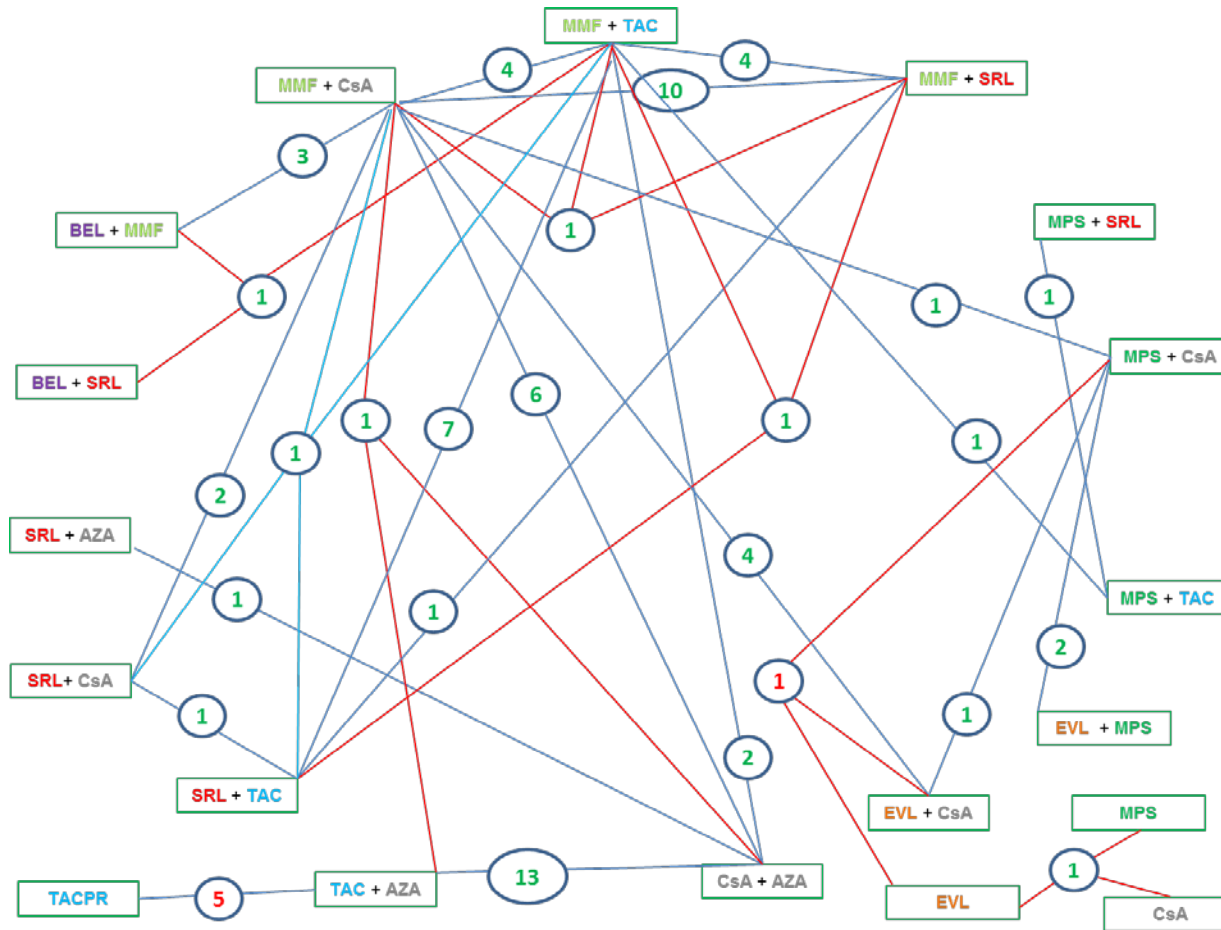 MMF + TAC
4
4
MMF + CsA
10
MMF + SRL
3
BEL + MMF
1
MPS + SRL
1
1
1
MPS + CsA
BEL + SRL
6
1
7
1
1
1
2
SRL + AZA
4
1
1
MPS + TAC
2
SRL+ CsA
1
1
1
EVL + MPS
2
SRL + TAC
EVL + CsA
MPS
13
1
CsA + AZA
TAC + AZA
TACPR
5
EVL
CsA